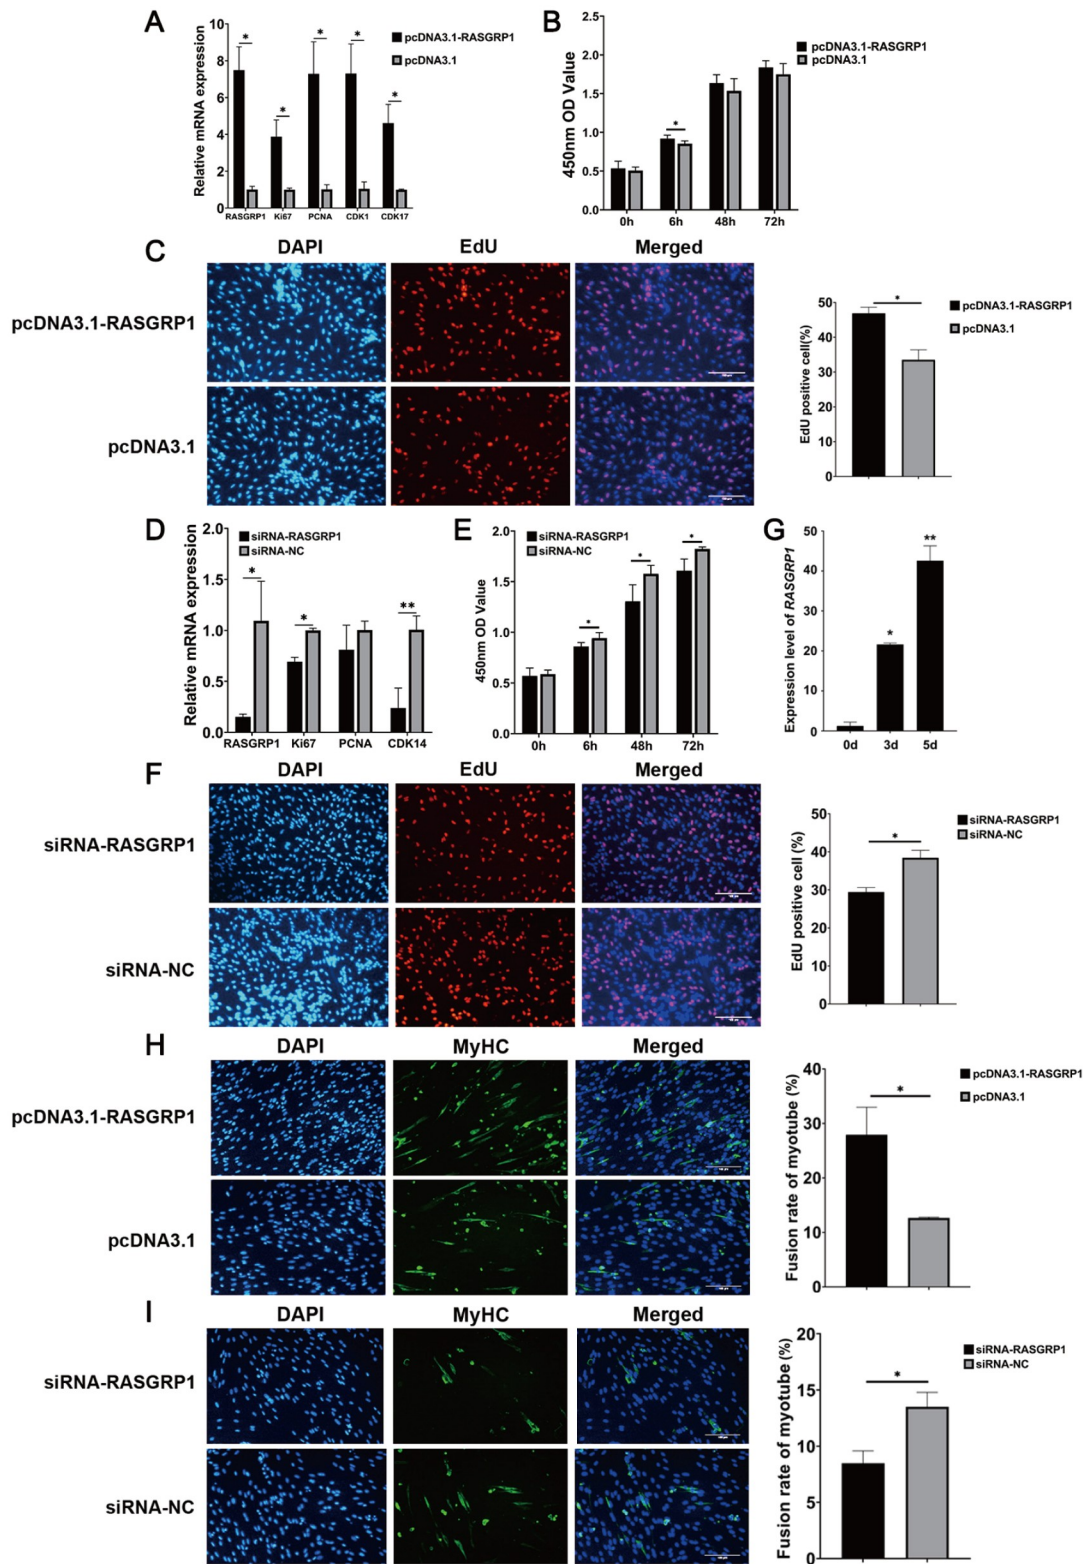 A
Relative mRNA expression
10
8
6
4
2
0
RASGRP1 Ki67 PCNA CDK1 CDK17
* * * * *
pcDNA3.1-RASGRP1
pcDNA3.1
B
450nm OD Value
2.5
2.0
1.5
1.0
0.5
0.0
0h 6h 48h 72h
*
pcDNA3.1-RASGRP1
pcDNA3.1
C
DAPI EdU Merged
pcDNA3.1-RASGRP1
pcDNA3.1
EdU positive cell(%)
50
40
30
40
10
0
*
pcDNA3.1-RASGRP1
pcDNA3.1
D
Relative mRNA expression
2.0
1.5
1.0
0.5
0.0
RASGRP1 Ki67 PCNA CDK14
* * **
siRNA-RASGRP1
siRNA-NC
E
450nm OD Value
2.0
1.5
1.0
0.5
0.0
0h 6h 48h 72h
* * *
siRNA-RASGRP1
siRNA-NC
G
Expression level of RASGRP1
50
40
30
20
10
0
0d 3d 5d
* **
F
DAPI EdU Merged
siRNA-RASGRP1
siRNA-NC
EdU positive cell (%)
50
40
30
20
10
0
*
siRNA-RASGRP1
siRNA-NC
H
DAPI MyHC Merged
pcDNA3.1-RASGRP1
pcDNA3.1
Fusion rate of myotube (%)
40
30
20
10
0
*
pcDNA3.1-RASGRP1
pcDNA3.1
I
DAPI MyHC Merged
siRNA-RASGRP1
siRNA-NC
Fusion rate of myotube (%)
20
15
10
5
0
*
siRNA-RASGRP1
siRNA-NC